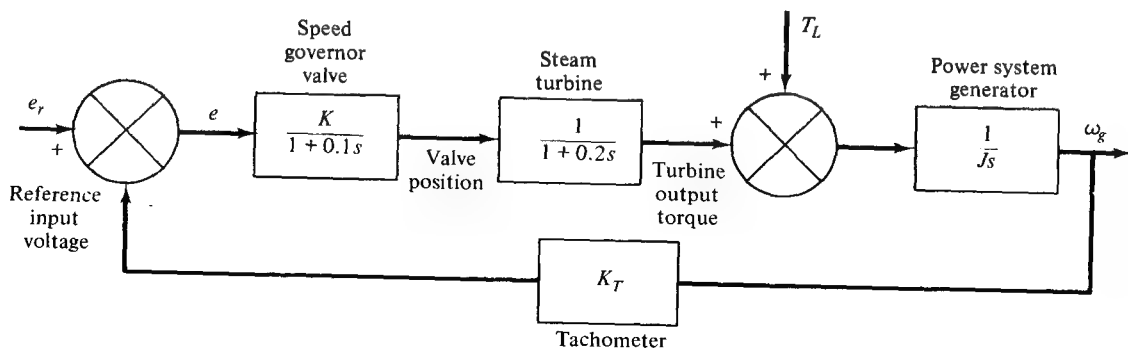 Speed
governor
valve
Steam
turbine
T_L
Power system
generator
e_r
+
e
K
1 + 0.1s
1
1 + 0.2s
+
+
1
Js
ω_g
Reference
input
voltage
Valve
position
Turbine
output
torque
K_T
Tachometer